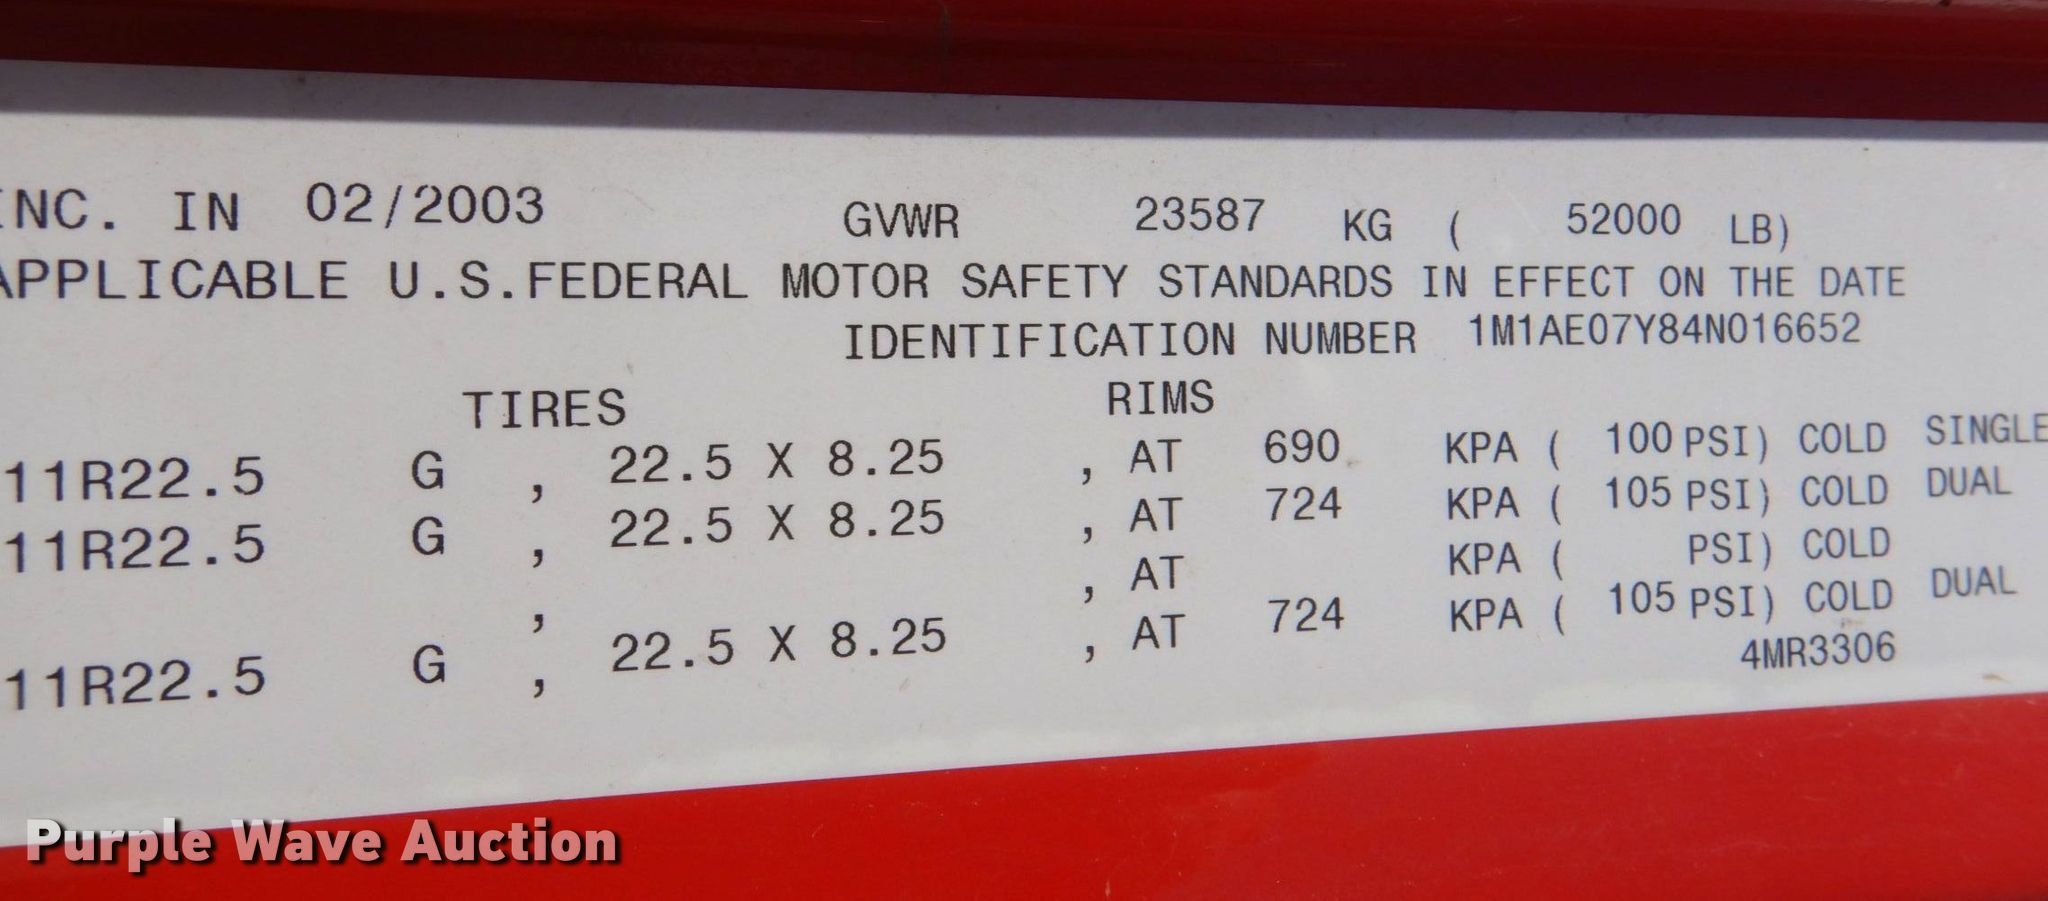 INC. IN 02/2003 GVWR 23587 KG ( 52000 LB)
APPLICABLE U.S.FEDERAL MOTOR SAFETY STANDARDS IN EFFECT ON THE DATE
IDENTIFICATION NUMBER 1M1AE07Y84N016652
TIRES RIMS
11R22.5 G , 22.5 X 8.25 , AT 690 KPA ( 100 PSI) COLD SINGLE
11R22.5 G , 22.5 X 8.25 , AT 724 KPA ( 105 PSI) COLD DUAL
, , AT KPA ( PSI) COLD
11R22.5 G , 22.5 X 8.25 , AT 724 KPA ( 105 PSI) COLD DUAL
4MR3306
Purple Wave Auction